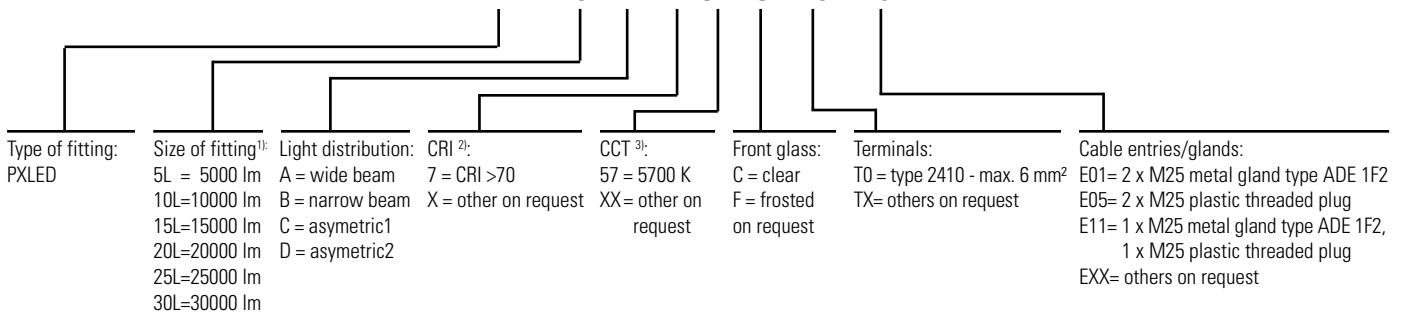 Type of fitting:
PXLED
Size of fitting¹⁾:
5L = 5000 lm
10L=10000 lm
15L=15000 lm
20L=20000 lm
25L=25000 lm
30L=30000 lm
Light distribution:
A = wide beam
B = narrow beam
C = asymetric1
D = asymetric2
CRI ²⁾:
7 = CRI >70
X = other on request
CCT ³⁾:
57 = 5700 K
XX = other on
request
Front glass:
C = clear
F = frosted
on request
Terminals:
T0 = type 2410 - max. 6 mm²
TX= others on request
Cable entries/glands:
E01= 2 x M25 metal gland type ADE 1F2
E05= 2 x M25 plastic threaded plug
E11= 1 x M25 metal gland type ADE 1F2,
1 x M25 plastic threaded plug
EXX= others on request